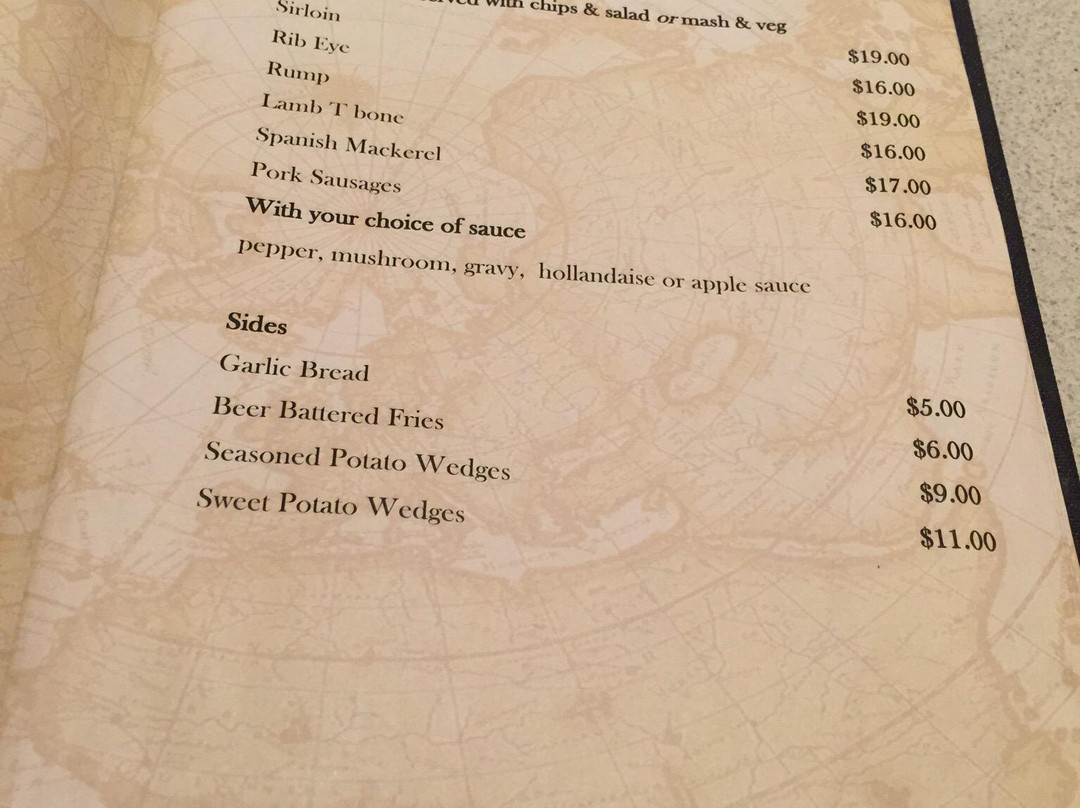 with chips & salad or mash & veg
Sirloin $19.00
Rib Eye $16.00
Rump $19.00
Lamb T bone $16.00
Spanish Mackerel $17.00
Pork Sausages $16.00
With your choice of sauce
pepper, mushroom, gravy, hollandaise or apple sauce
Sides
Garlic Bread $5.00
Beer Battered Fries $6.00
Seasoned Potato Wedges $9.00
Sweet Potato Wedges $11.00